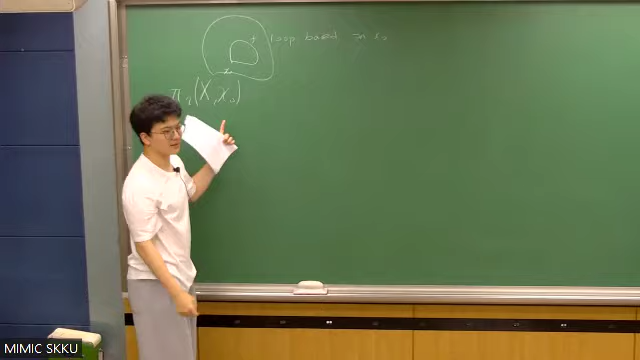 loop based in x₀
π₁(X, x₀)
MIMIC SKKU